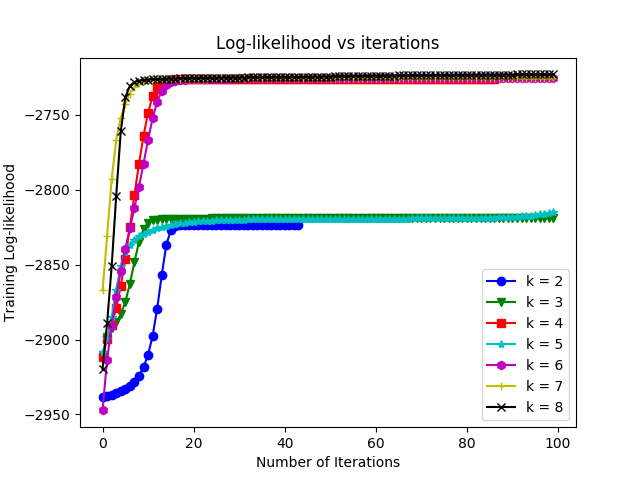 Log-likelihood vs iterations
Training Log-likelihood
−2750
−2800
−2850
−2900
−2950
0 20 40 60 80 100
Number of Iterations
k = 2
k = 3
k = 4
k = 5
k = 6
k = 7
k = 8